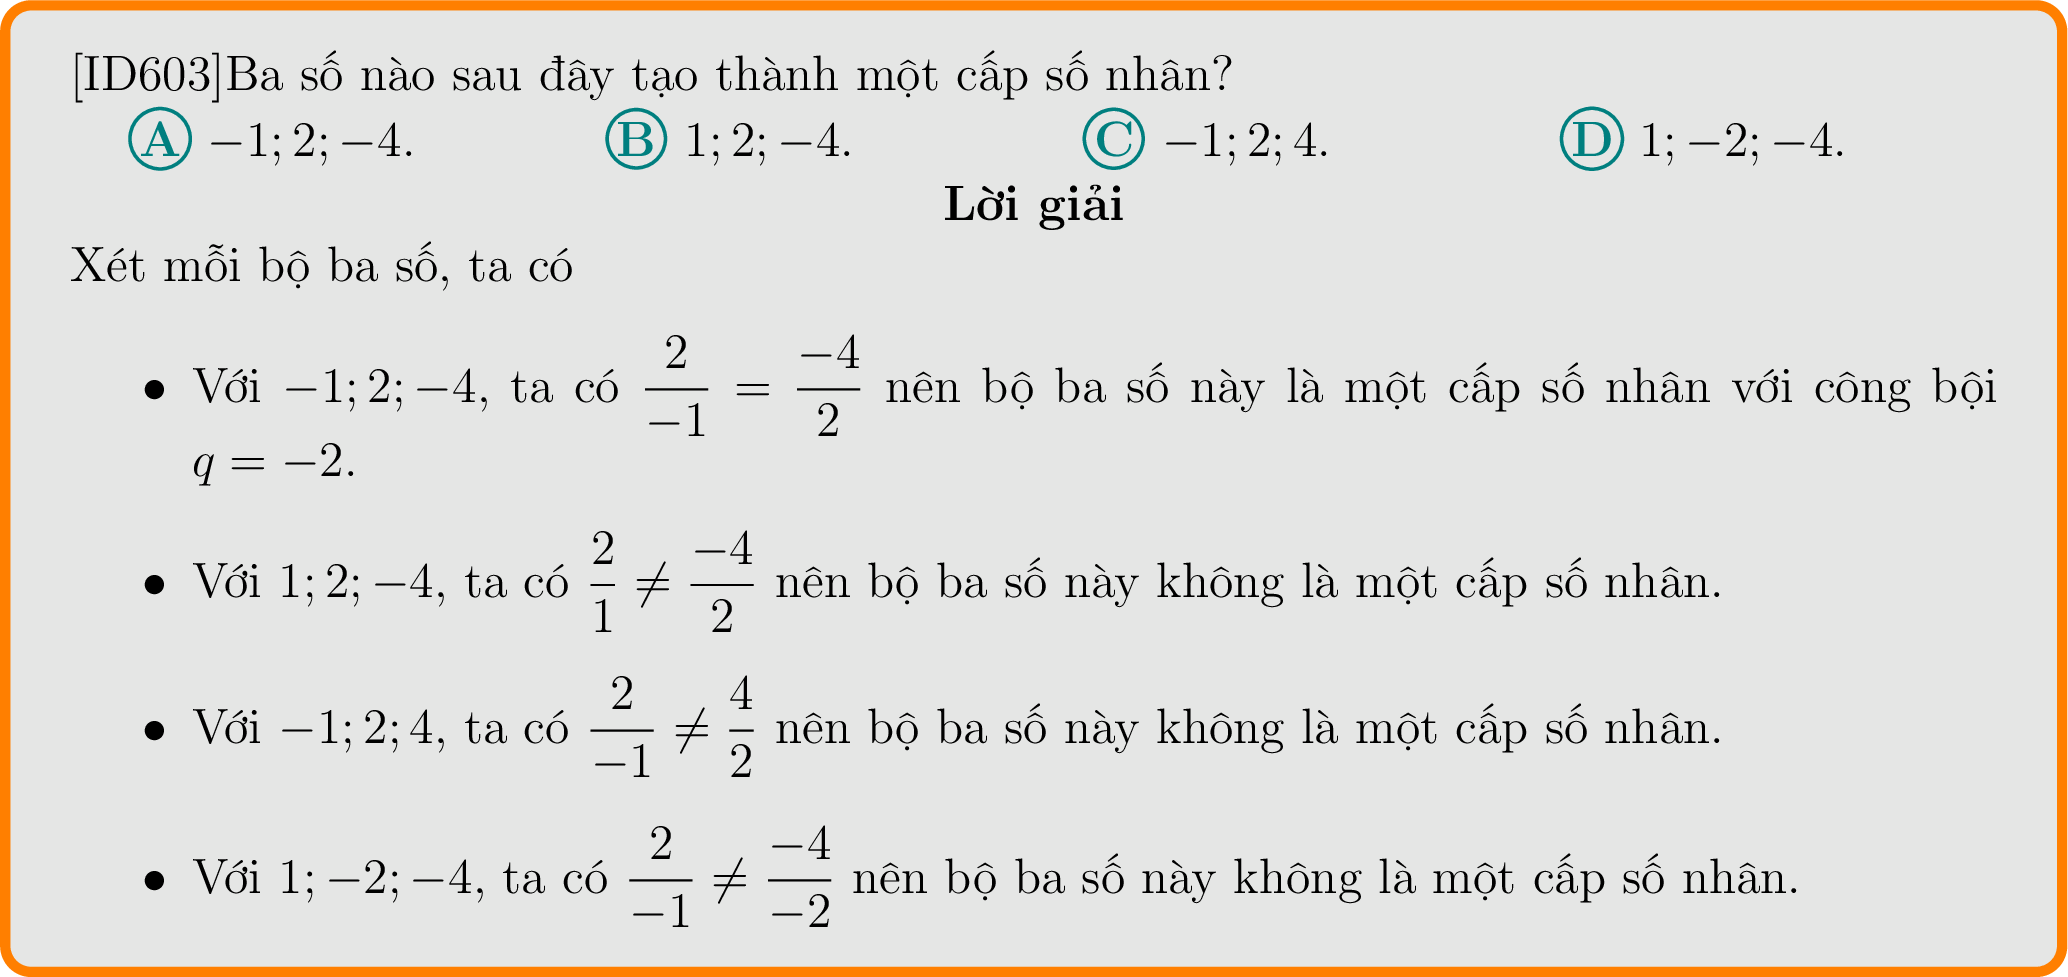 [ID603]Ba số nào sau đây tạo thành một cấp số nhân?
A −1; 2; −4. B 1; 2; −4. C −1; 2; 4. D 1; −2; −4.
Lời giải
Xét mỗi bộ ba số, ta có
• Với −1; 2; −4, ta có \frac{2}{−1} = \frac{−4}{2} nên bộ ba số này là một cấp số nhân với công bội
q = −2.
• Với 1; 2; −4, ta có \frac{2}{1} ≠ \frac{−4}{2} nên bộ ba số này không là một cấp số nhân.
• Với −1; 2; 4, ta có \frac{2}{−1} ≠ \frac{4}{2} nên bộ ba số này không là một cấp số nhân.
• Với 1; −2; −4, ta có \frac{2}{−1} ≠ \frac{−4}{−2} nên bộ ba số này không là một cấp số nhân.